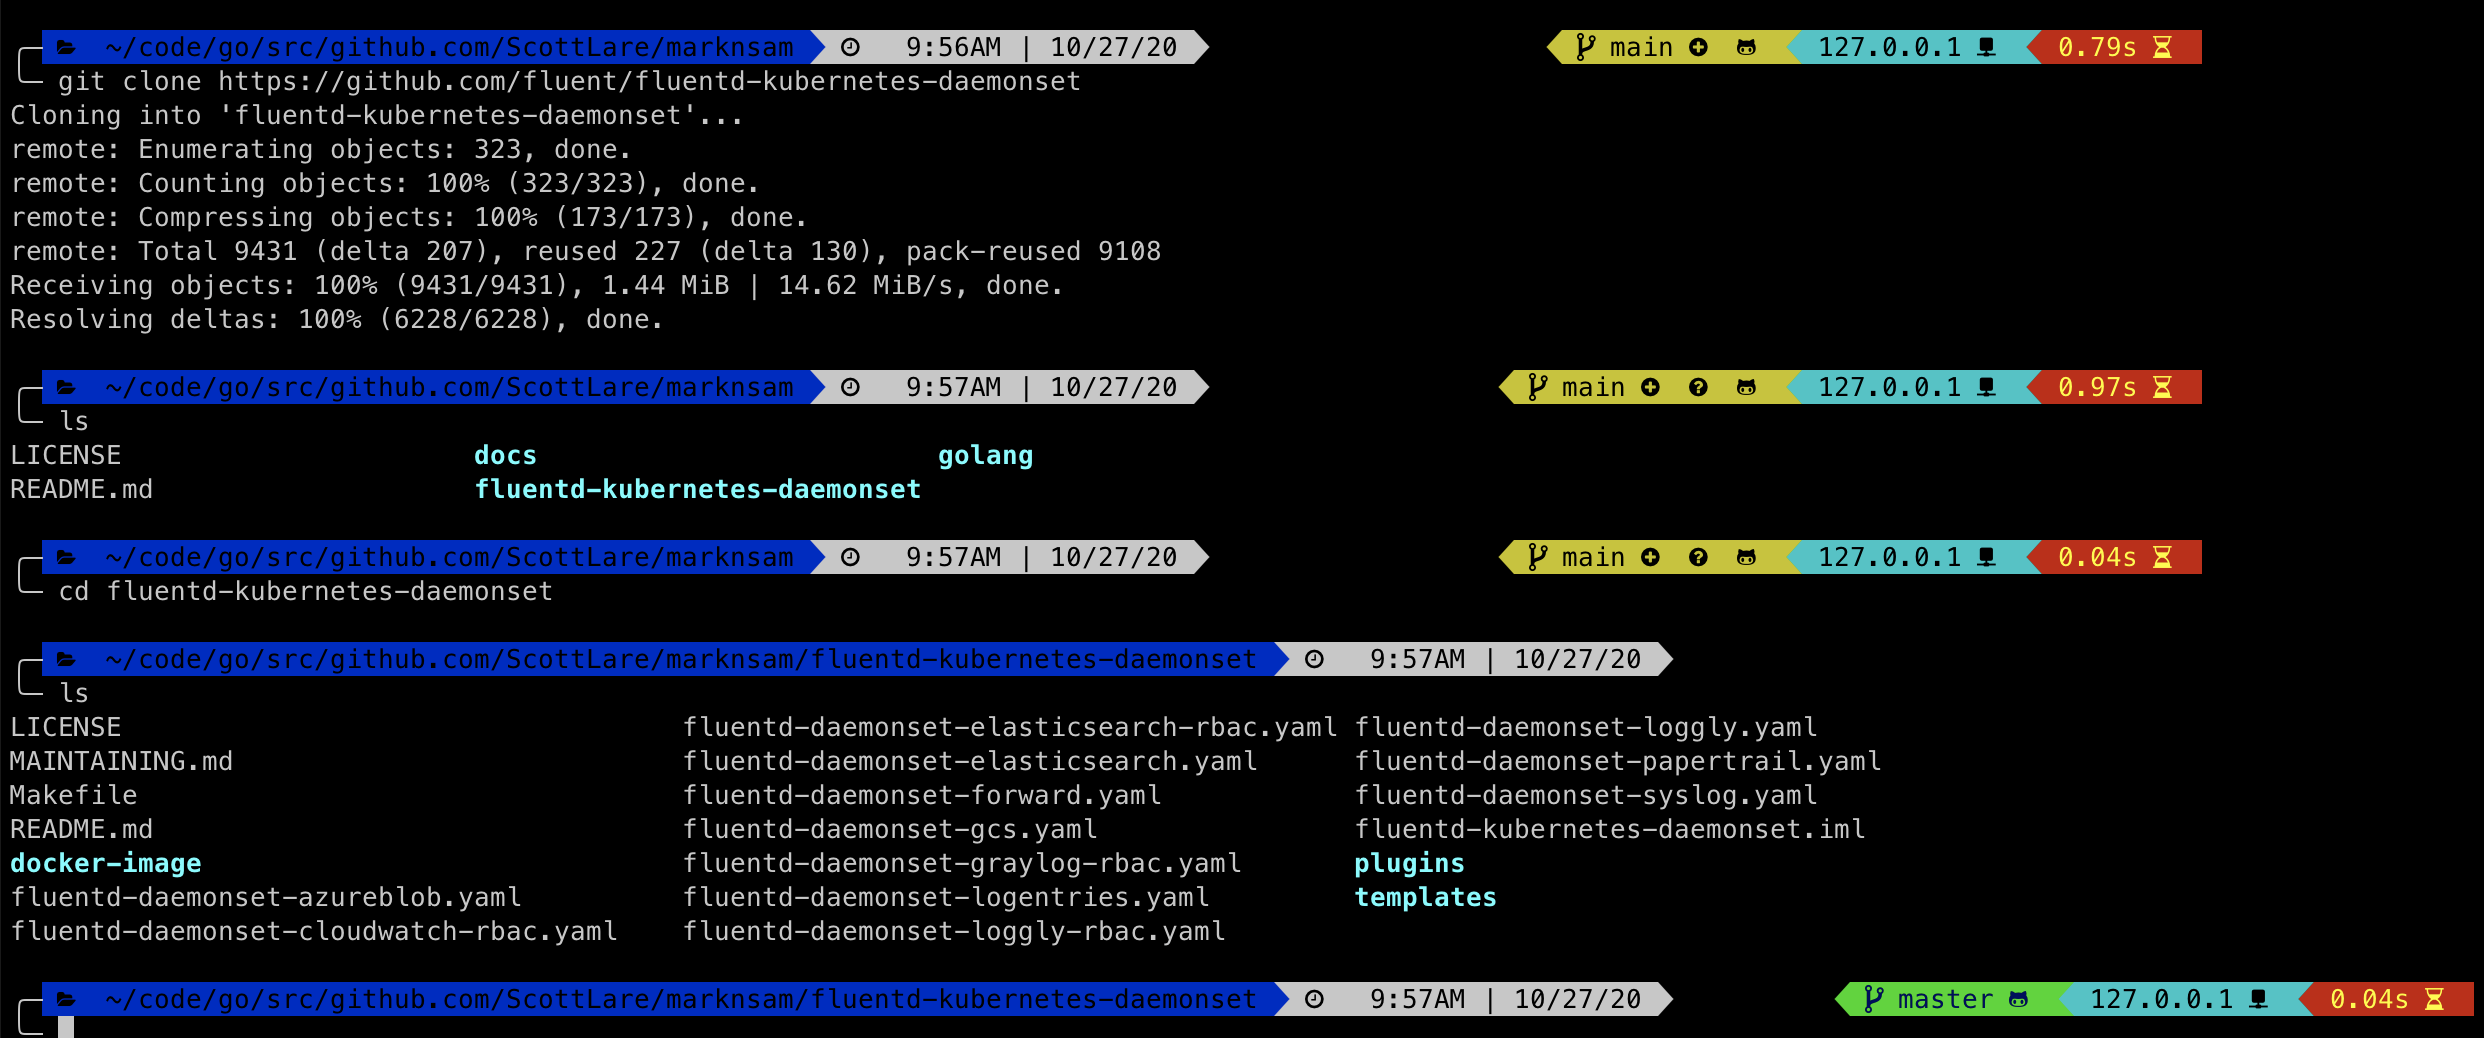 ~/code/go/src/github.com/ScottLare/marknsam 9:56AM | 10/27/20 main 127.0.0.1 0.79s
git clone https://github.com/fluent/fluentd-kubernetes-daemonset
Cloning into 'fluentd-kubernetes-daemonset'...
remote: Enumerating objects: 323, done.
remote: Counting objects: 100% (323/323), done.
remote: Compressing objects: 100% (173/173), done.
remote: Total 9431 (delta 207), reused 227 (delta 130), pack-reused 9108
Receiving objects: 100% (9431/9431), 1.44 MiB | 14.62 MiB/s, done.
Resolving deltas: 100% (6228/6228), done.
~/code/go/src/github.com/ScottLare/marknsam 9:57AM | 10/27/20 main 127.0.0.1 0.97s
ls
LICENSE docs golang
README.md fluentd-kubernetes-daemonset
~/code/go/src/github.com/ScottLare/marknsam 9:57AM | 10/27/20 main 127.0.0.1 0.04s
cd fluentd-kubernetes-daemonset
~/code/go/src/github.com/ScottLare/marknsam/fluentd-kubernetes-daemonset 9:57AM | 10/27/20
ls
LICENSE fluentd-daemonset-elasticsearch-rbac.yaml fluentd-daemonset-loggly.yaml
MAINTAINING.md fluentd-daemonset-elasticsearch.yaml fluentd-daemonset-papertrail.yaml
Makefile fluentd-daemonset-forward.yaml fluentd-daemonset-syslog.yaml
README.md fluentd-daemonset-gcs.yaml fluentd-kubernetes-daemonset.iml
docker-image fluentd-daemonset-graylog-rbac.yaml plugins
fluentd-daemonset-azureblob.yaml fluentd-daemonset-logentries.yaml templates
fluentd-daemonset-cloudwatch-rbac.yaml fluentd-daemonset-loggly-rbac.yaml
~/code/go/src/github.com/ScottLare/marknsam/fluentd-kubernetes-daemonset 9:57AM | 10/27/20 master 127.0.0.1 0.04s